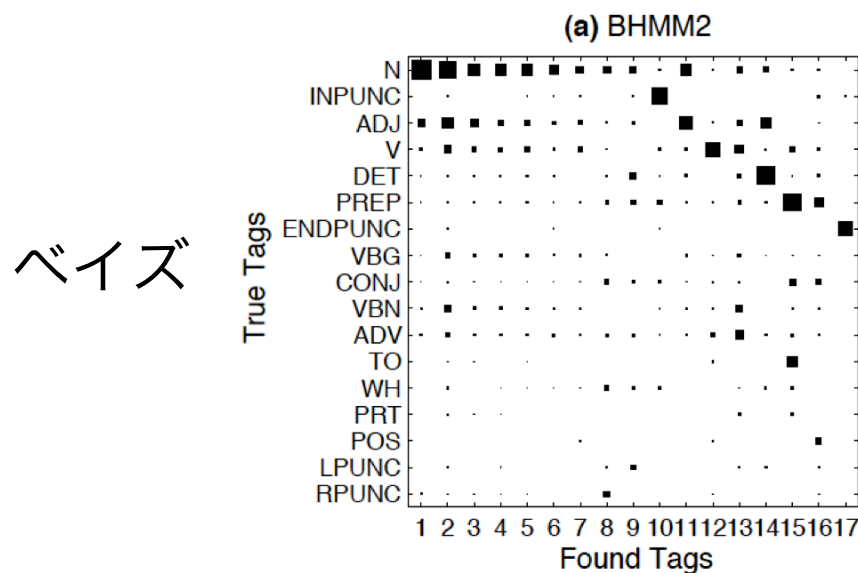 (a) BHMM2
ベイズ
True Tags
N
INPUNC
ADJ
V
DET
PREP
ENDPUNC
VBG
CONJ
VBN
ADV
TO
WH
PRT
POS
LPUNC
RPUNC
1 2 3 4 5 6 7 8 9 10 11 12 13 14 15 16 17
Found Tags